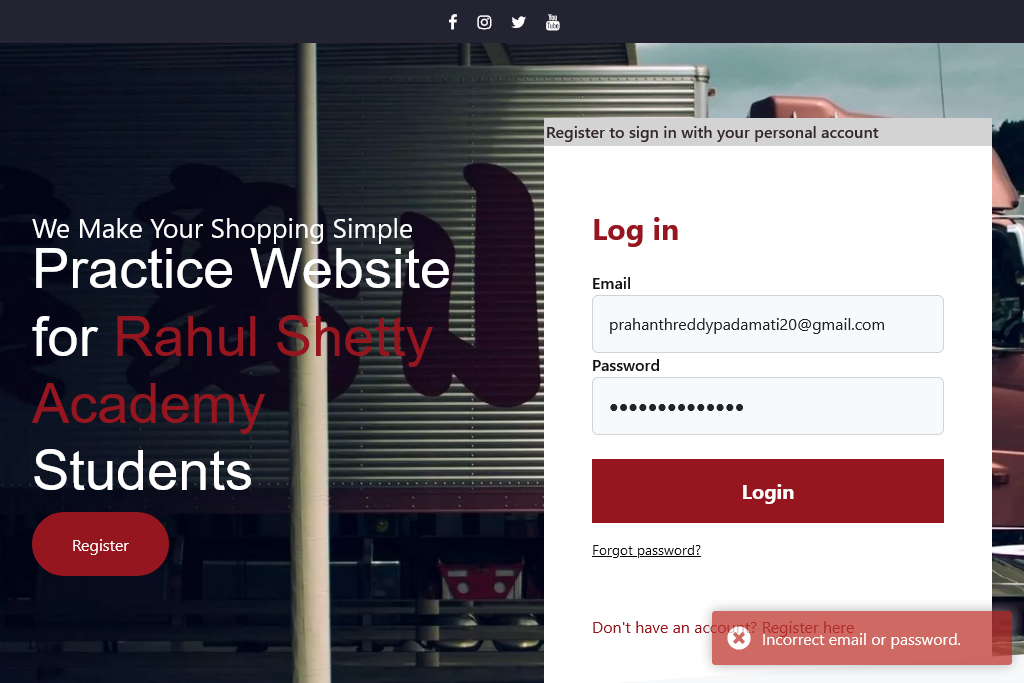 We Make Your Shopping Simple
Practice Website
for Rahul Shetty
Academy
Students
Register
Register to sign in with your personal account
Log in
Email
prahanthreddypadamati20@gmail.com
Password
Login
Forgot password?
Don't have an account? Register here
Incorrect email or password.